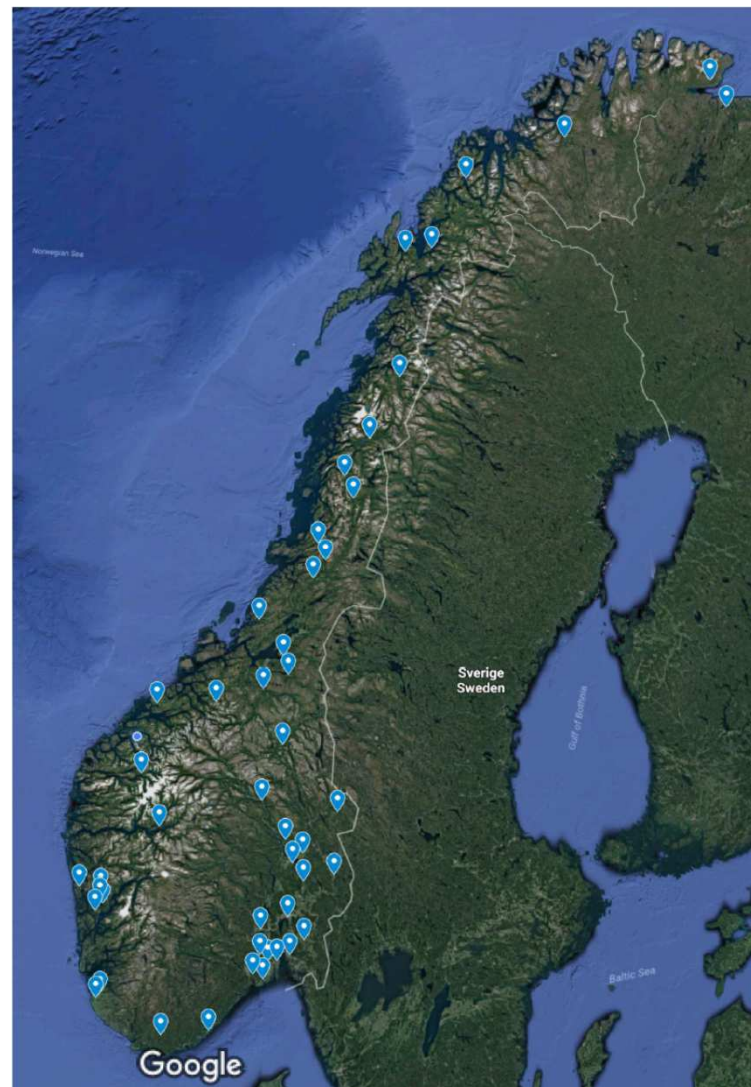 Norwegian Sea
Sverige
Sweden
Gulf of Bothnia
Baltic Sea
Google